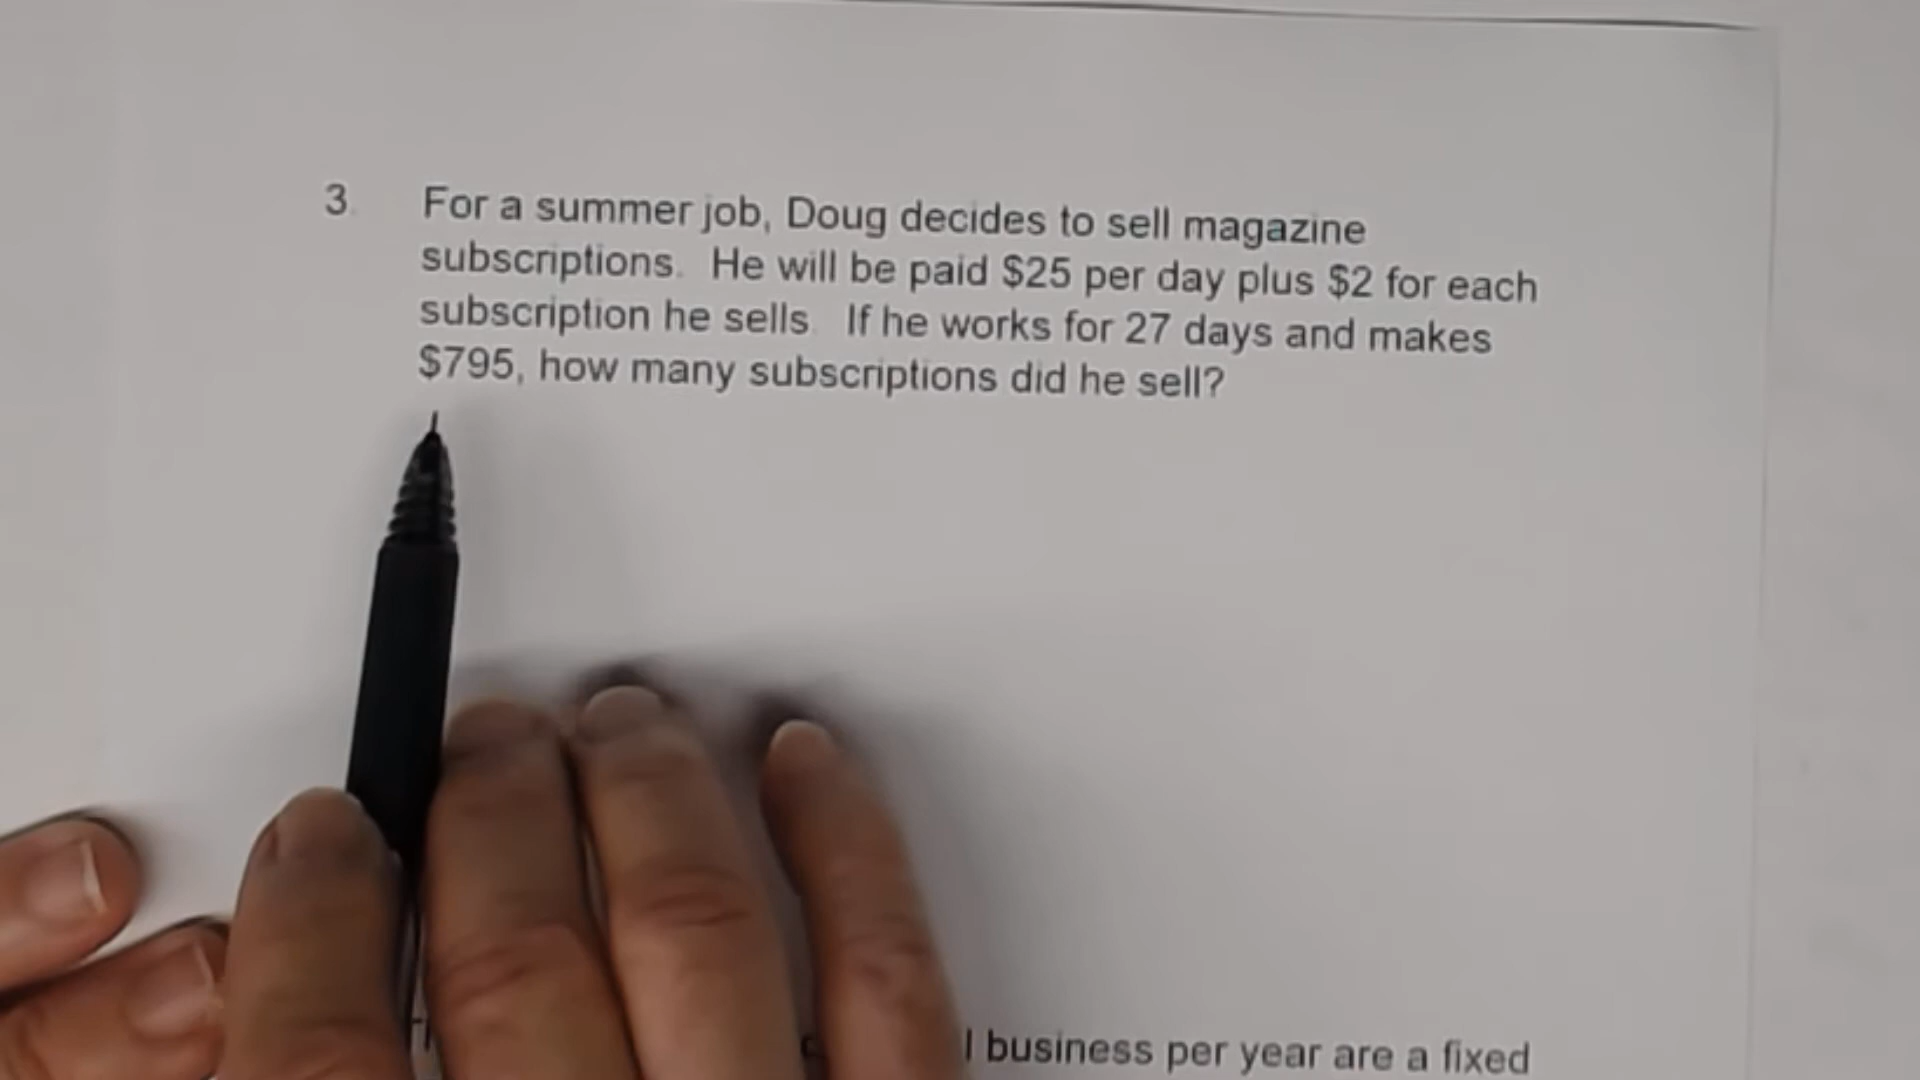 3. For a summer job, Doug decides to sell magazine
subscriptions. He will be paid $25 per day plus $2 for each
subscription he sells. If he works for 27 days and makes
$795, how many subscriptions did he sell?
business per year are a fixed